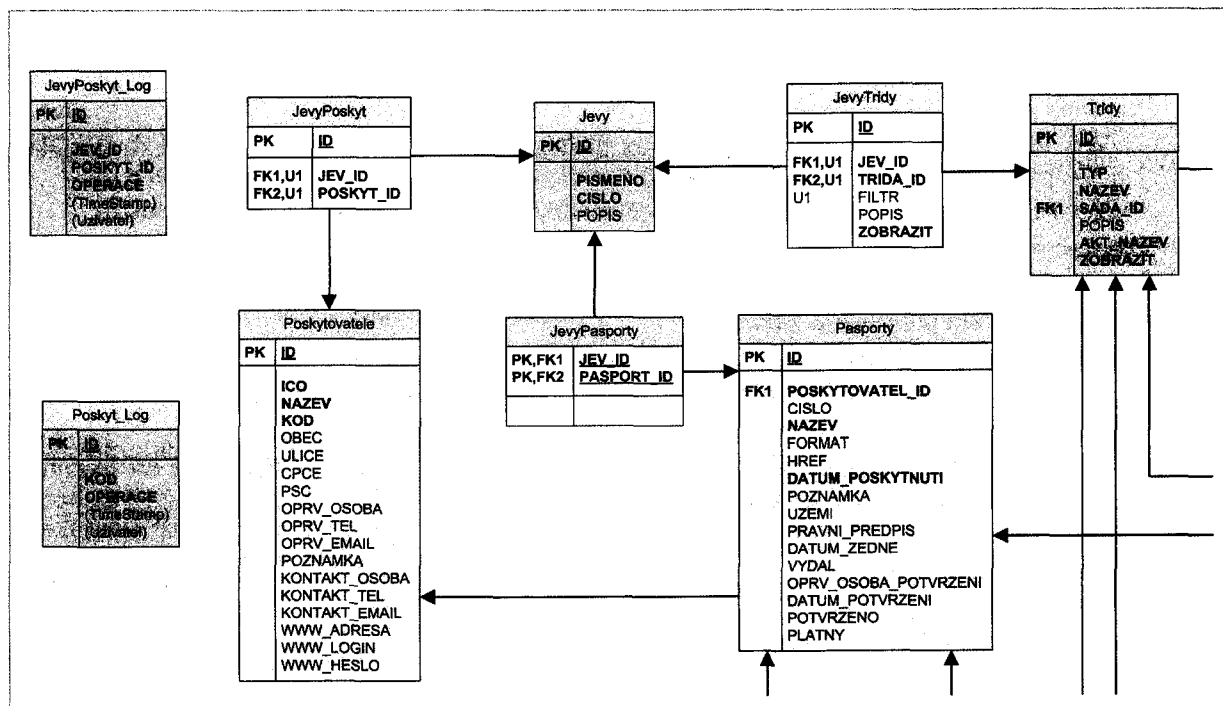 JevyPoskyt_Log
PK ID
JEV_ID
POSKYT_ID
OPERACE
(TimeStamp)
(Uzivatel)
JevyPoskyt
PK ID
FK1,U1 JEV_ID
FK2,U1 POSKYT_ID
Jevy
PK ID
PISMENO
CISLO
POPIS
JevyTridy
PK ID
FK1,U1 JEV_ID
FK2,U1 TRIDA_ID
U1 FILTR
POPIS
ZOBRAZIT
Tridy
PK ID
TYP
NAZEV
FK1 SADA_ID
POPIS
AKT_NAZEV
ZOBRAZIT
Poskytovatele
PK ID
ICO
NAZEV
KOD
OBEC
ULICE
CPCE
PSC
OPRV_OSOBA
OPRV_TEL
OPRV_EMAIL
POZNAMKA
KONTAKT_OSOBA
KONTAKT_TEL
KONTAKT_EMAIL
WWW_ADRESA
WWW_LOGIN
WWW_HESLO
JevyPasporty
PK,FK1 JEV_ID
PK,FK2 PASPORT_ID
Pasporty
PK ID
FK1 POSKYTOVATEL_ID
CISLO
NAZEV
FORMAT
HREF
DATUM_POSKYTNUTI
POZNAMKA
UZEMI
PRAVNI_PREDPIS
DATUM_ZEDNE
VYDAL
OPRV_OSOBA_POTVRZENI
DATUM_POTVRZENI
POTVRZENO
PLATNY
Poskyt_Log
PK ID
KOD
OPERACE
(TimeStamp)
(Uzivatel)